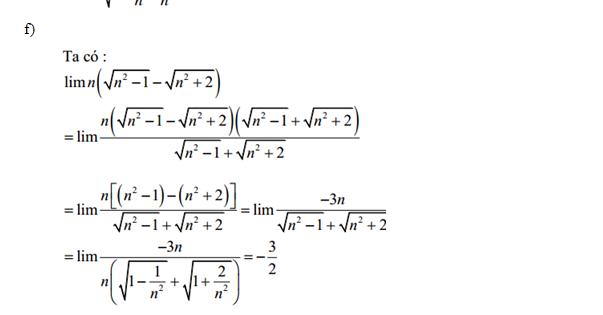 f)
Ta có :
lim n(√(n² −1) − √(n² + 2))
= lim n(√(n² −1) − √(n² + 2))(√(n² −1) + √(n² + 2)) / (√(n² −1) + √(n² + 2))
= lim n[(n² −1) − (n² + 2)] / (√(n² −1) + √(n² + 2)) = lim −3n / (√(n² −1) + √(n² + 2))
= lim −3n / (n(√(1 − 1/n²) + √(1 + 2/n²))) = −3/2